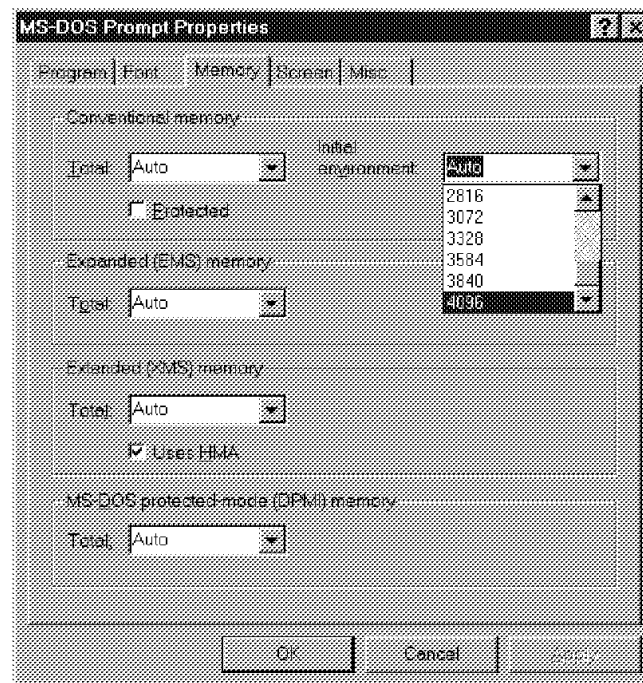 MS-DOS Prompt Properties
Program Font Memory Screen Misc
Conventional memory
Total: Auto
Initial environment: Auto
2816
3072
3328
3584
3840
4096
Protected
Expanded (EMS) memory
Total: Auto
Extended (XMS) memory
Total: Auto
Uses HMA
MS-DOS protected-mode (DPMI) memory
Total: Auto
OK Cancel Apply